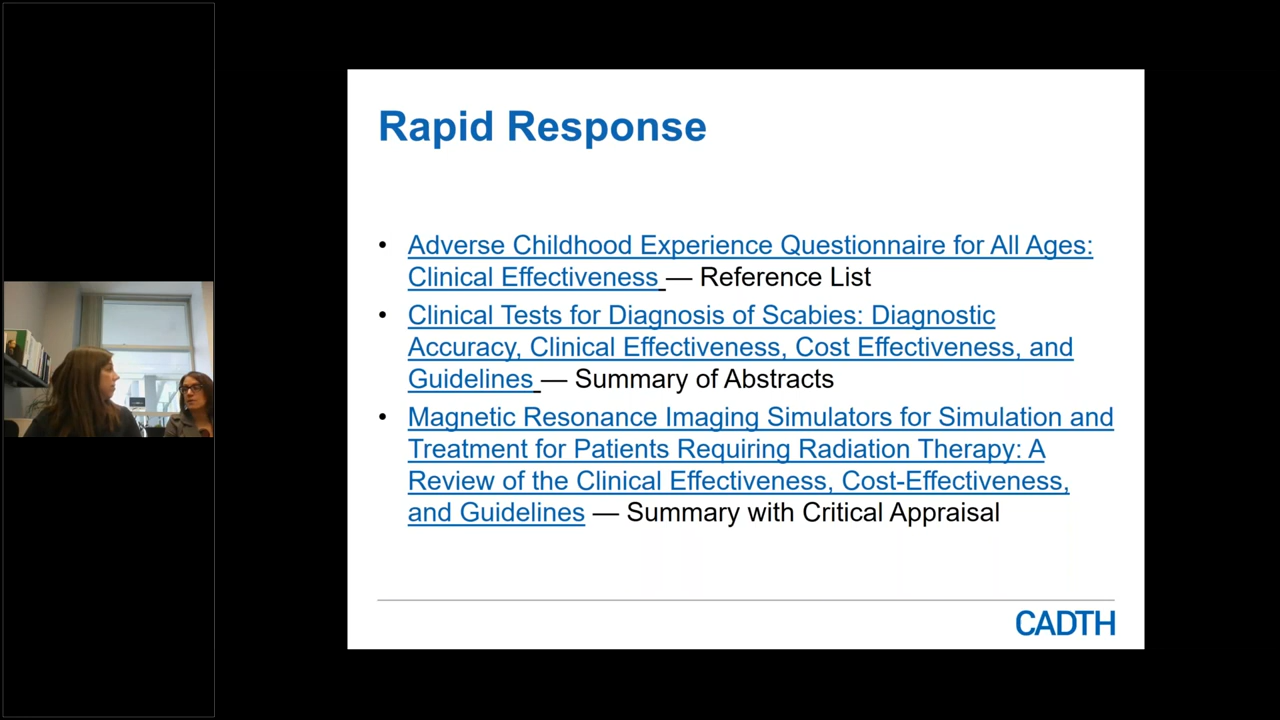 Rapid Response
• Adverse Childhood Experience Questionnaire for All Ages:
Clinical Effectiveness — Reference List
• Clinical Tests for Diagnosis of Scabies: Diagnostic
Accuracy, Clinical Effectiveness, Cost Effectiveness, and
Guidelines — Summary of Abstracts
• Magnetic Resonance Imaging Simulators for Simulation and
Treatment for Patients Requiring Radiation Therapy: A
Review of the Clinical Effectiveness, Cost-Effectiveness,
and Guidelines — Summary with Critical Appraisal
CADTH